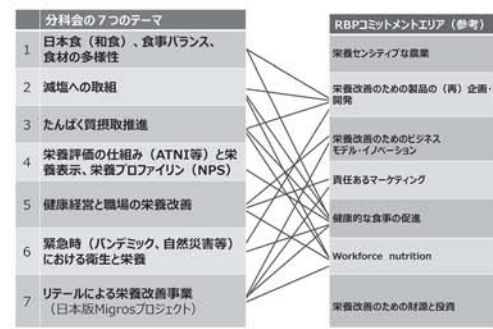 分科会の７つのテーマ
1 日本食（和食）、食事バランス、
食材の多様性
2 減塩への取組
3 たんぱく質摂取推進
4 栄養評価の仕組み（ATNI等）と栄
養表示、栄養プロファイリン（NPS）
5 健康経営と職場の栄養改善
6 緊急時（パンデミック、自然災害等）
における衛生と栄養
7 リテールによる栄養改善事業
（日本版Migrosプロジェクト）
RBPコミットメントエリア（参考）
栄養センシティブな農業
栄養改善のための製品の（再）企画・
開発
栄養改善のためのビジネス
モデル・イノベーション
責任あるマーケティング
健康的な食事の促進
Workforce nutrition
栄養改善のための財源と投資